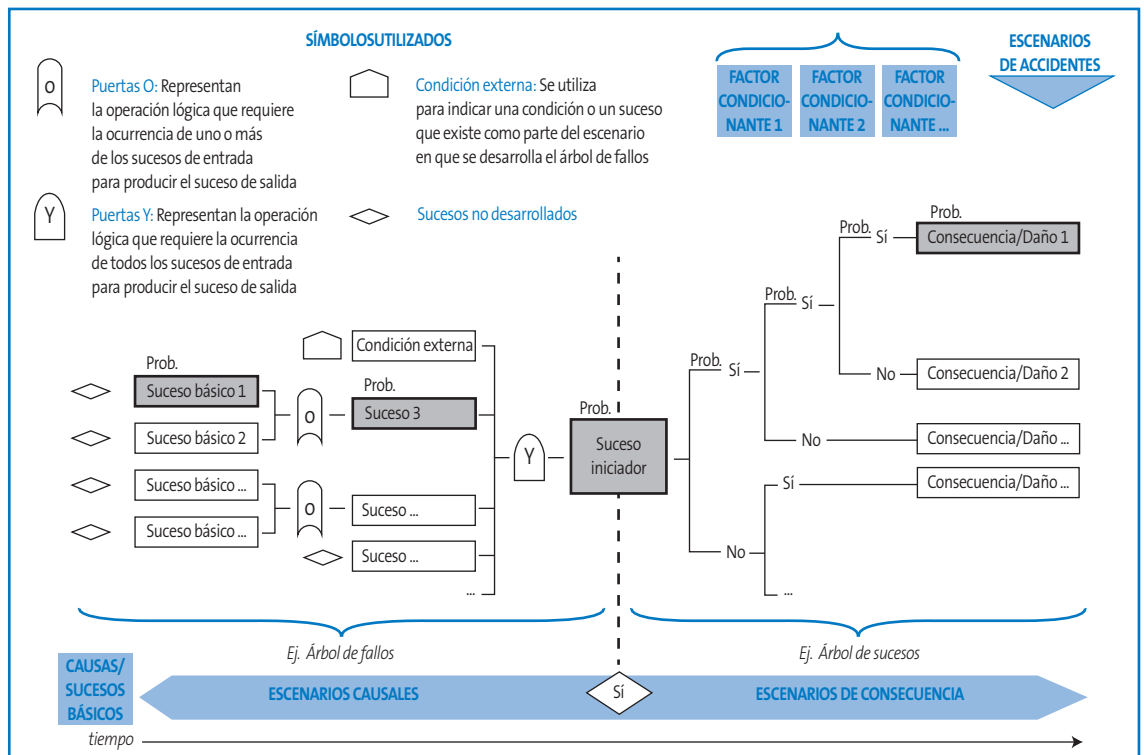 SÍMBOLOSUTILIZADOS
O
Puertas O: Representan
la operación lógica que requiere
la ocurrencia de uno o más
de los sucesos de entrada
para producir el suceso de salida
Y
Puertas Y: Representan la operación
lógica que requiere la ocurrencia
de todos los sucesos de entrada
para producir el suceso de salida
Condición externa: Se utiliza
para indicar una condición o un suceso
que existe como parte del escenario
en que se desarrolla el árbol de fallos
Sucesos no desarrollados
FACTOR
CONDICIO-
NANTE 1
FACTOR
CONDICIO-
NANTE 2
FACTOR
CONDICIO-
NANTE ...
ESCENARIOS
DE ACCIDENTES
Prob.
Suceso básico 1
Suceso básico 2
Suceso básico ...
Suceso básico ...
O
O
Condición externa
Prob.
Suceso 3
Suceso ...
Suceso ...
...
Y
Prob.
Suceso
iniciador
Prob.
Sí
No
Prob.
Sí
No
Sí
...
Prob.
Sí
No
Prob.
Consecuencia/Daño 1
Consecuencia/Daño 2
Consecuencia/Daño ...
Consecuencia/Daño ...
Ej. Árbol de fallos
Ej. Árbol de sucesos
CAUSAS/
SUCESOS
BÁSICOS
ESCENARIOS CAUSALES
Sí
ESCENARIOS DE CONSECUENCIA
tiempo